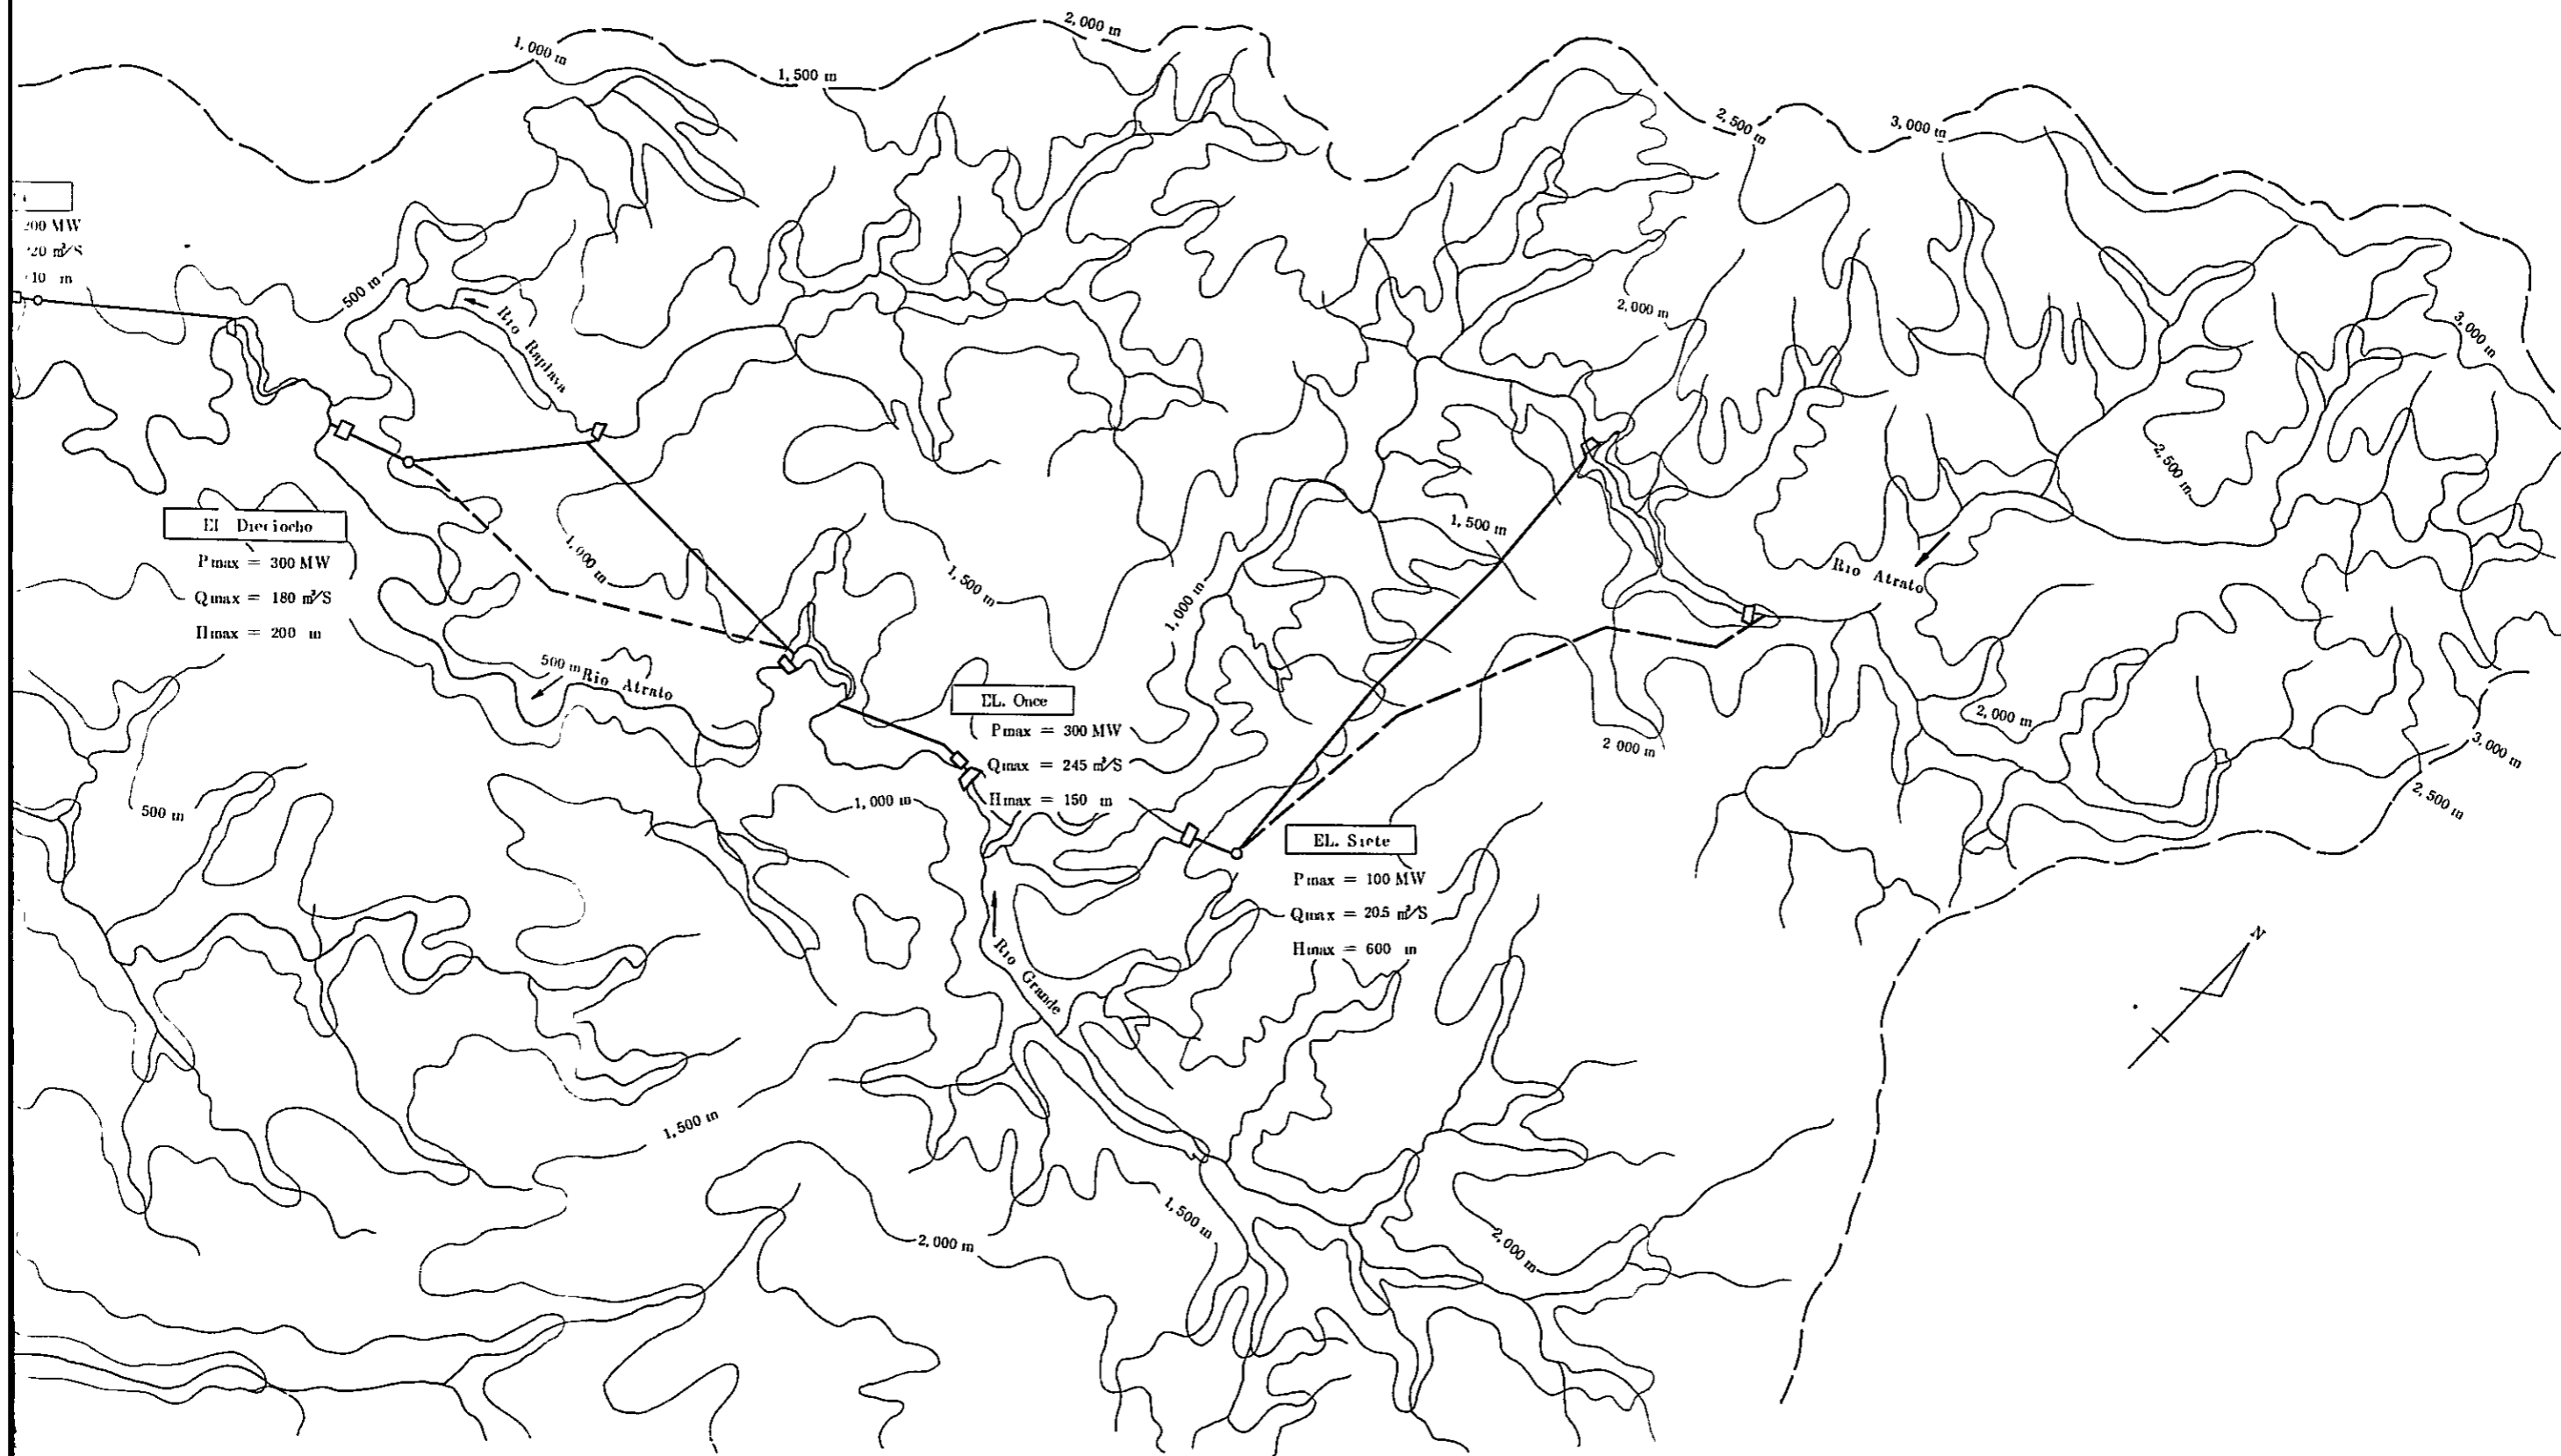 2,000 m
1,000 m
1,500 m
2,500 m
3,000 m
200 MW
m³/S
10 m
500 m
Rio
2,000 m
3,000 m
2,500 m
El Dieciocho
Pmax = 300 MW
Qmax = 180 m³/S
Hmax = 200 m
1,000 m
1,500 m
1,000 m
1,500 m
Rio Atrato
500 m
Rio Atrato
EL. Once
Pmax = 300 MW
Qmax = 245 m³/S
Hmax = 150 m
2 000 m
2,000 m
3,000 m
2,500 m
500 m
1,000 m
EL. Siete
Pmax = 100 MW
Qmax = 20.5 m³/S
Hmax = 600 m
Rio Grande
N
1,500 m
1,500 m
2,000 m
2,000 m